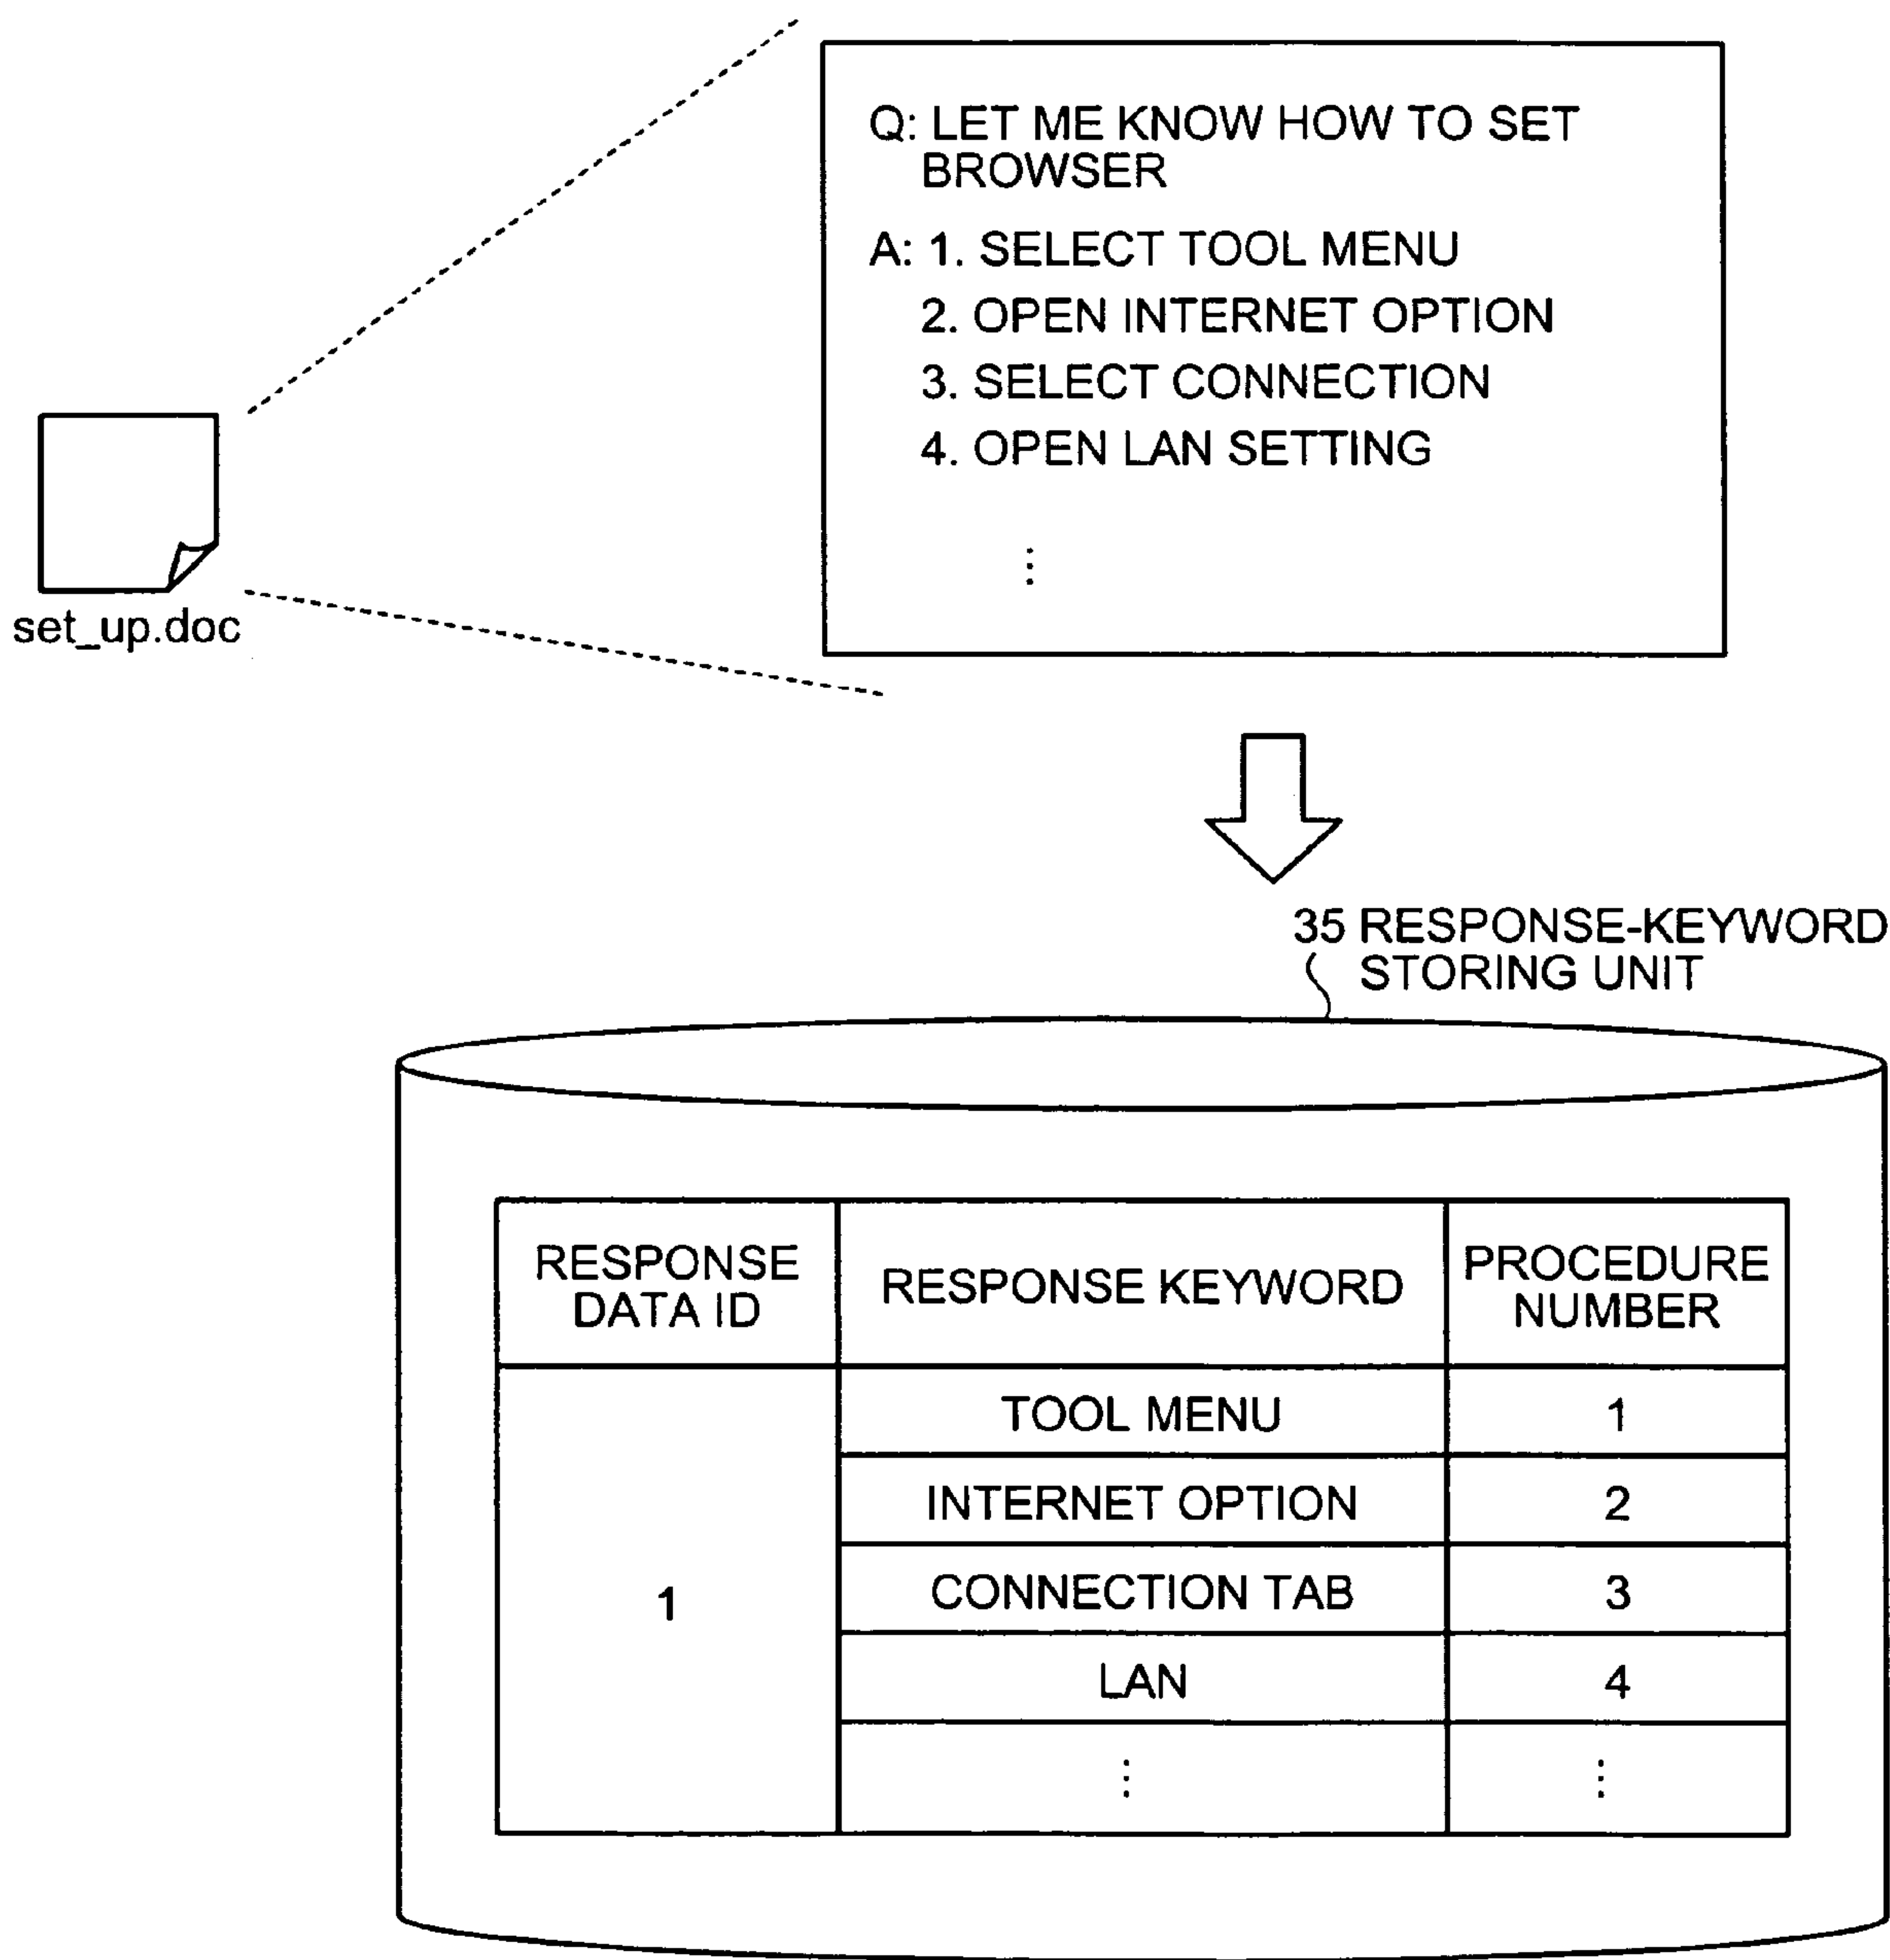 Q: LET ME KNOW HOW TO SET
BROWSER
A: 1. SELECT TOOL MENU
2. OPEN INTERNET OPTION
3. SELECT CONNECTION
4. OPEN LAN SETTING
⋮
set_up.doc
35 RESPONSE-KEYWORD
STORING UNIT
RESPONSE DATA ID RESPONSE KEYWORD PROCEDURE NUMBER
1
TOOL MENU 1
INTERNET OPTION 2
CONNECTION TAB 3
LAN 4
⋮ ⋮